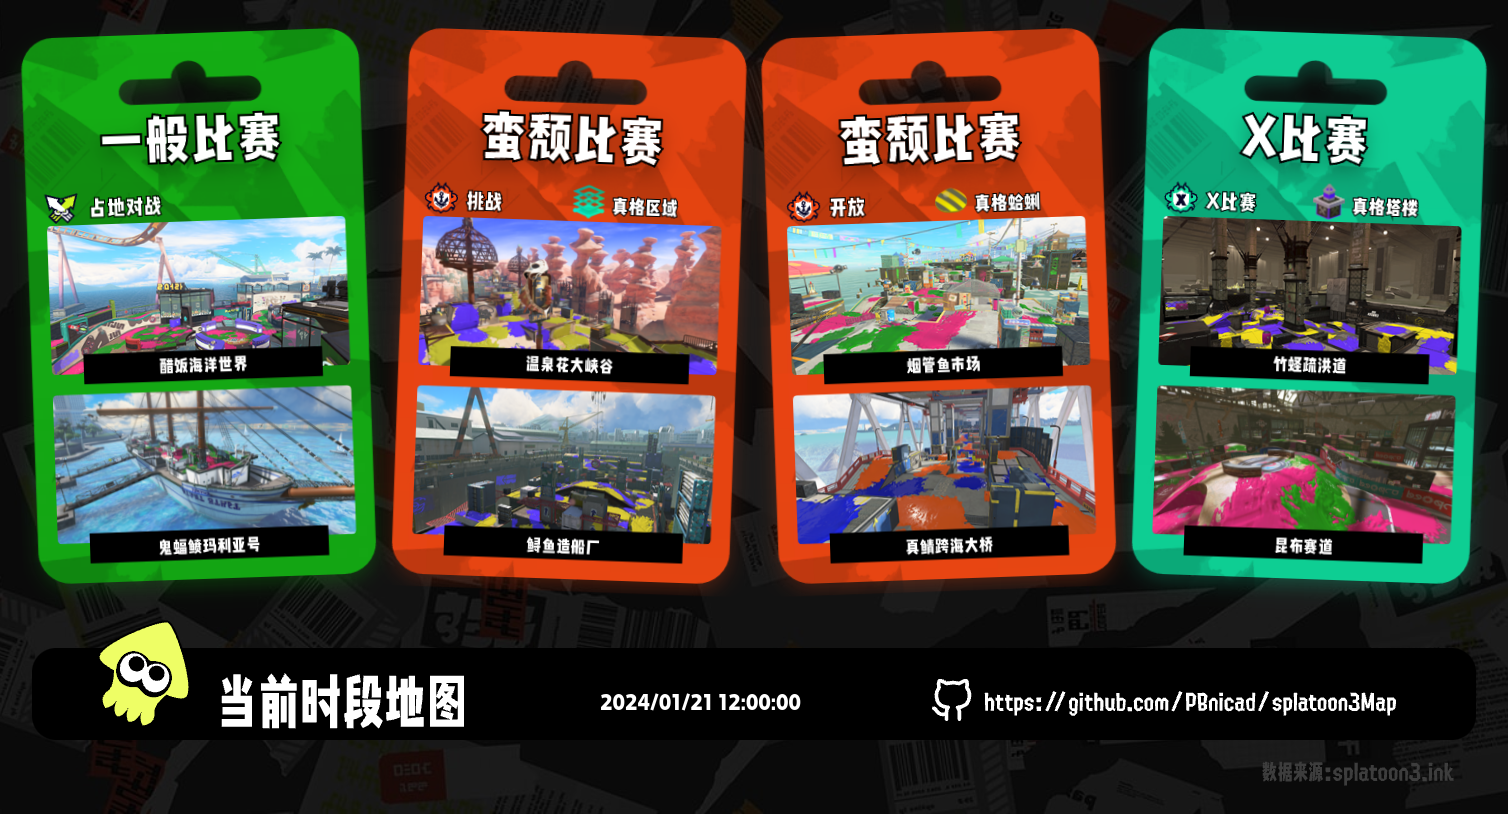 一般比赛
占地对战
醋饭海洋世界
鬼蝠鲼玛利亚号
蛮颓比赛
挑战
真格区域
温泉花大峡谷
鲟鱼造船厂
蛮颓比赛
开放
真格蛤蜊
烟管鱼市场
真鲭跨海大桥
X比赛
X比赛
真格塔楼
竹蛏疏洪道
昆布赛道
当前时段地图
2024/01/21 12:00:00
https://github.com/PBnicad/splatoon3Map
数据来源:splatoon3.ink